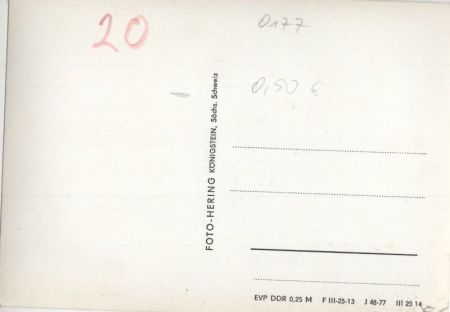 20
0177
0,50 €
FOTO-HERING KÖNIGSTEIN, Sächs. Schweiz
EVP DDR 0,25 M F III-25-13 J 48-77 III 25 14